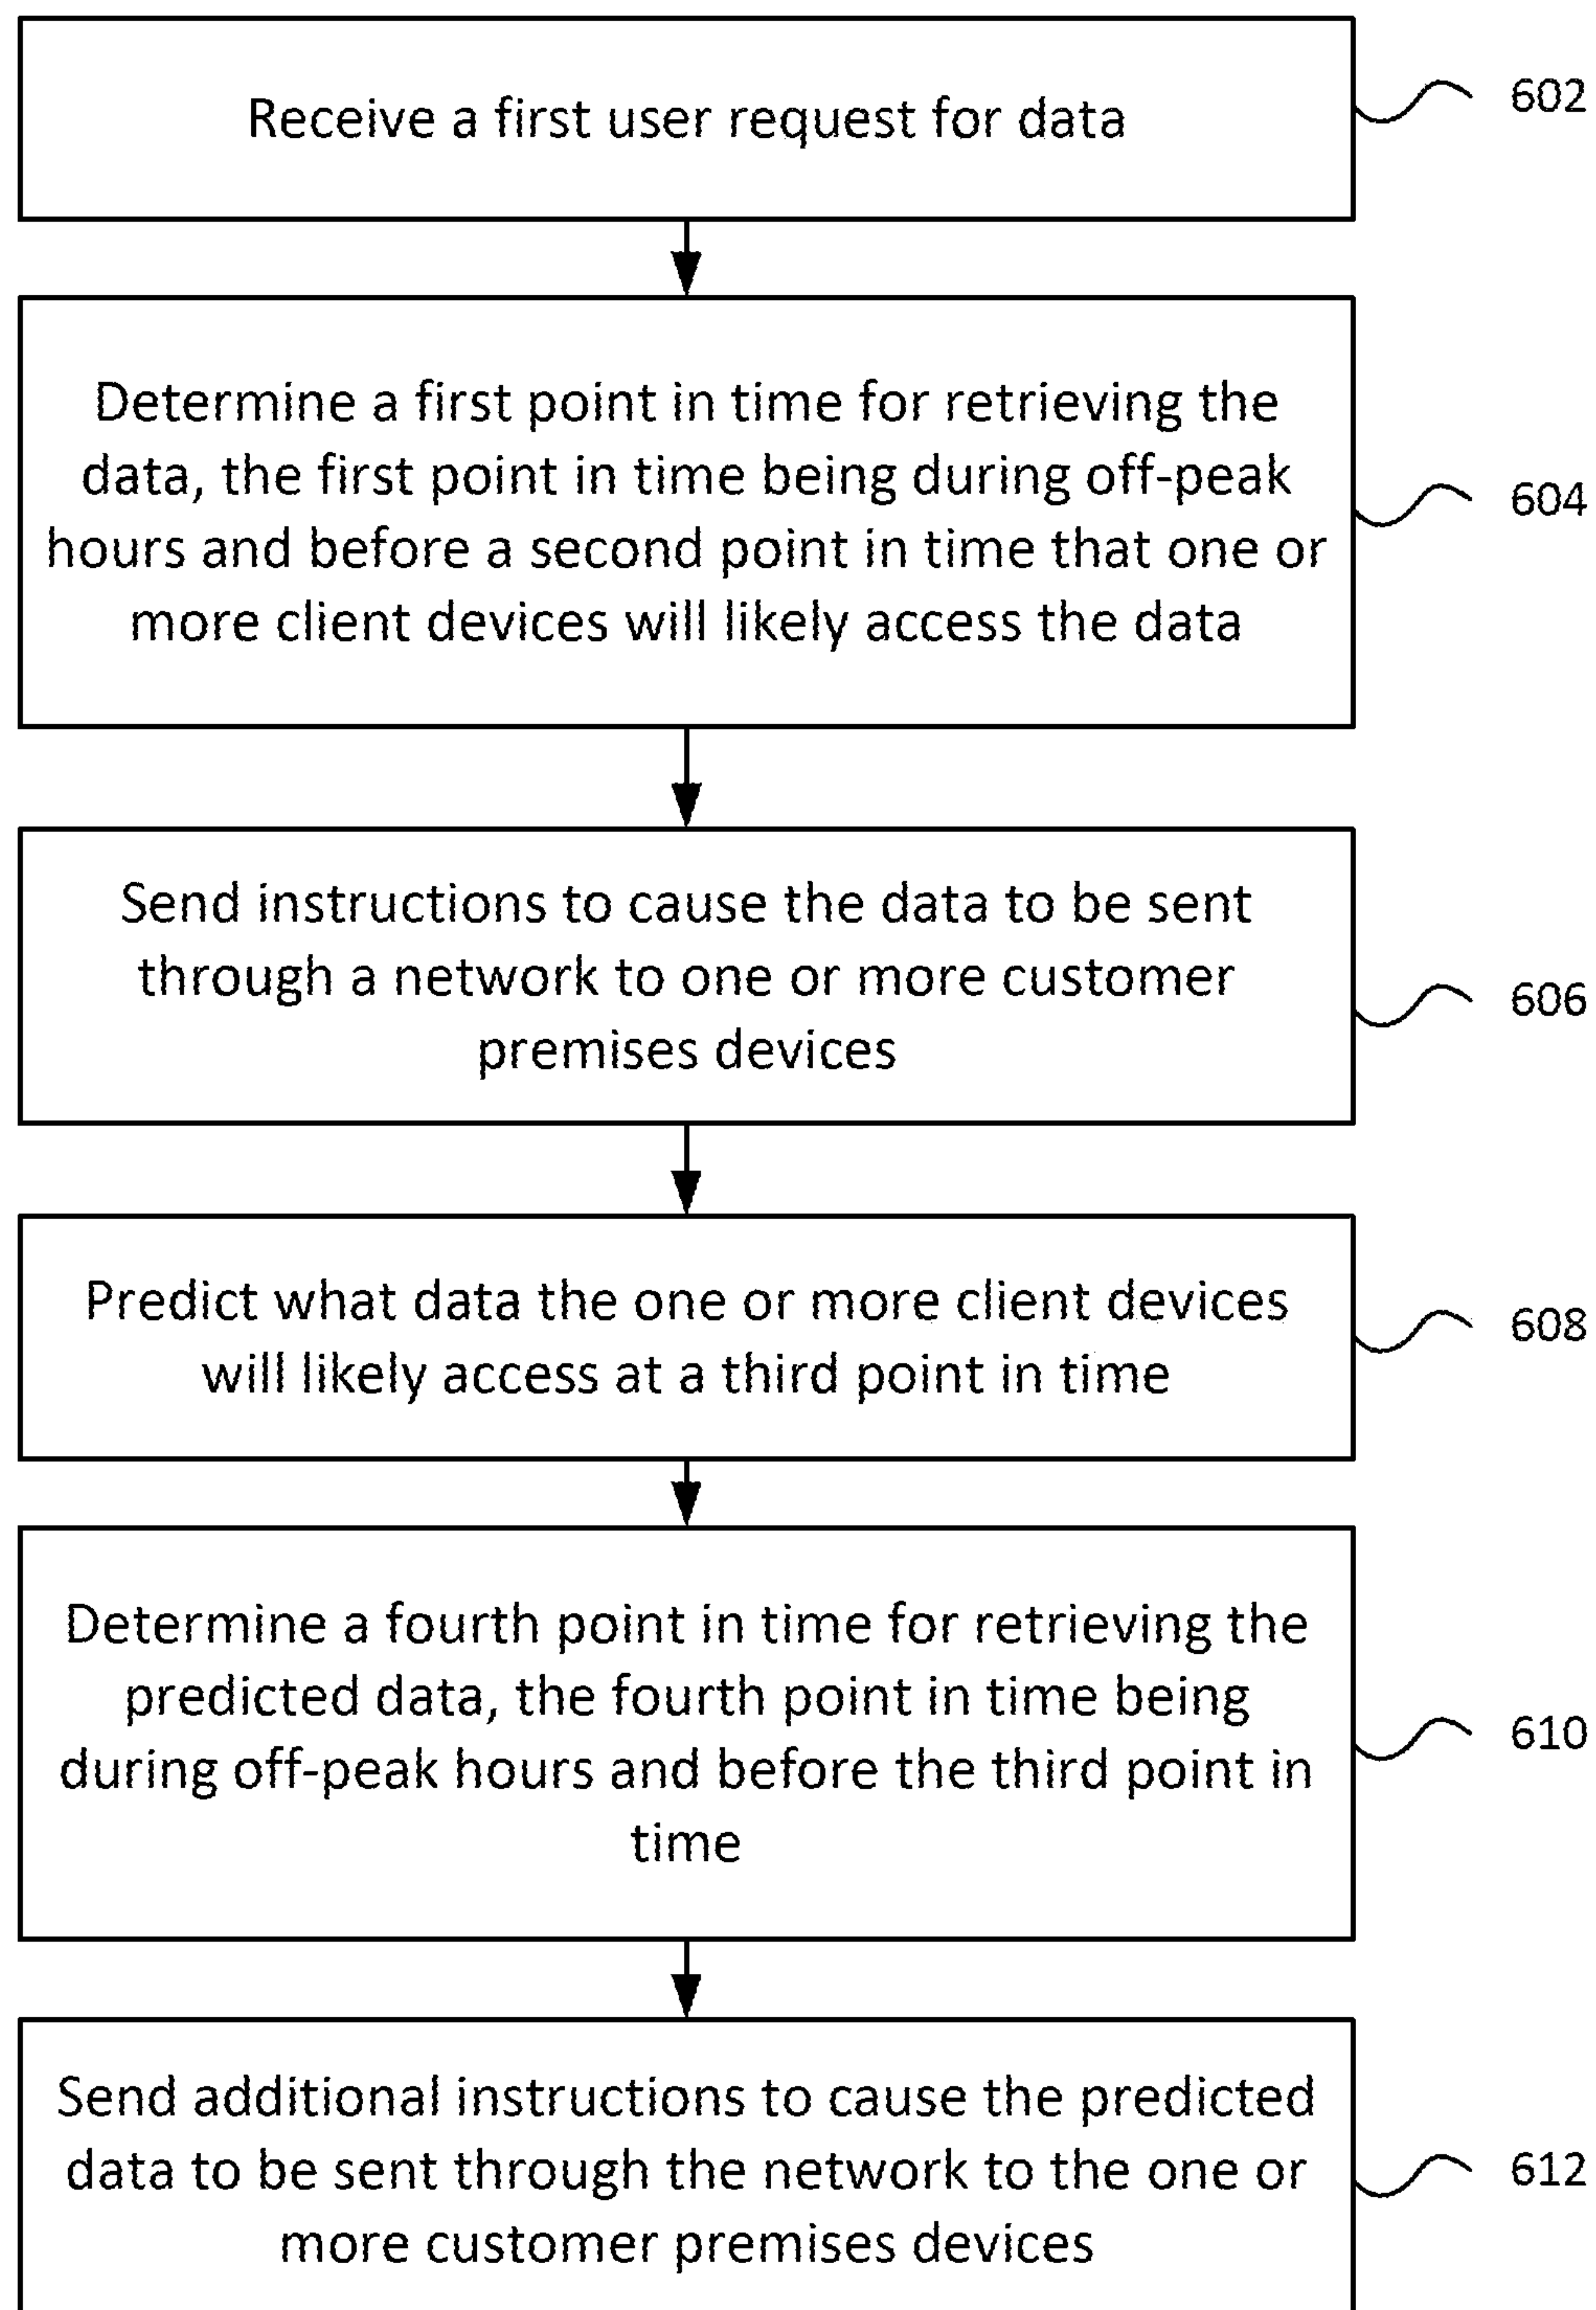 Receive a first user request for data
602
Determine a first point in time for retrieving the
data, the first point in time being during off-peak
hours and before a second point in time that one or
more client devices will likely access the data
604
Send instructions to cause the data to be sent
through a network to one or more customer
premises devices
606
Predict what data the one or more client devices
will likely access at a third point in time
608
Determine a fourth point in time for retrieving the
predicted data, the fourth point in time being
during off-peak hours and before the third point in
time
610
Send additional instructions to cause the predicted
data to be sent through the network to the one or
more customer premises devices
612